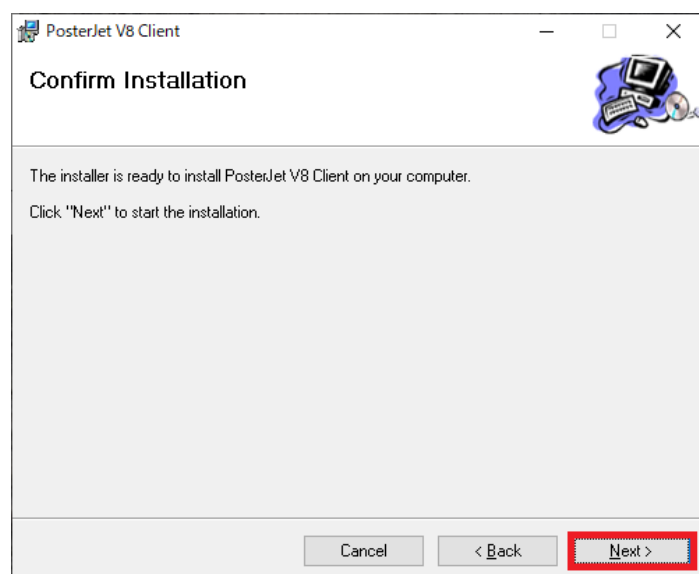 PosterJet V8 Client
Confirm Installation
The installer is ready to install PosterJet V8 Client on your computer.
Click "Next" to start the installation.
Cancel
< Back
Next >